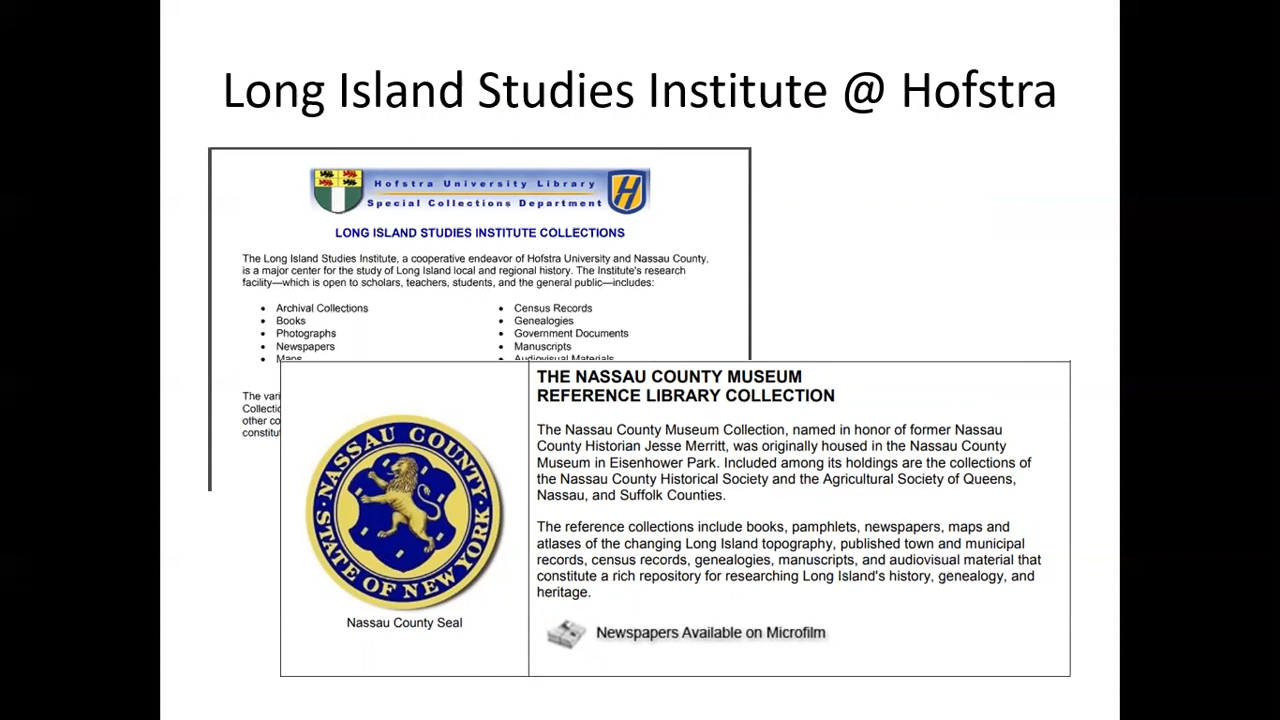 Long Island Studies Institute @ Hofstra
Hofstra University Library
Special Collections Department
LONG ISLAND STUDIES INSTITUTE COLLECTIONS
The Long Island Studies Institute, a cooperative endeavor of Hofstra University and Nassau County,
is a major center for the study of Long Island local and regional history. The Institute's research
facility—which is open to scholars, teachers, students, and the general public—includes:
• Archival Collections
• Books
• Photographs
• Newspapers
• Maps
• Census Records
• Genealogies
• Government Documents
• Manuscripts
• Audiovisual Materials
The vari
Collectio
other co
constitut
NASSAU COUNTY
STATE OF NEW YORK
Nassau County Seal
THE NASSAU COUNTY MUSEUM
REFERENCE LIBRARY COLLECTION
The Nassau County Museum Collection, named in honor of former Nassau
County Historian Jesse Merritt, was originally housed in the Nassau County
Museum in Eisenhower Park. Included among its holdings are the collections of
the Nassau County Historical Society and the Agricultural Society of Queens,
Nassau, and Suffolk Counties.
The reference collections include books, pamphlets, newspapers, maps and
atlases of the changing Long Island topography, published town and municipal
records, census records, genealogies, manuscripts, and audiovisual material that
constitute a rich repository for researching Long Island's history, genealogy, and
heritage.
Newspapers Available on Microfilm